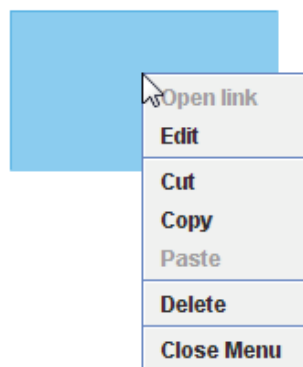 Open link
Edit
Cut
Copy
Paste
Delete
Close Menu